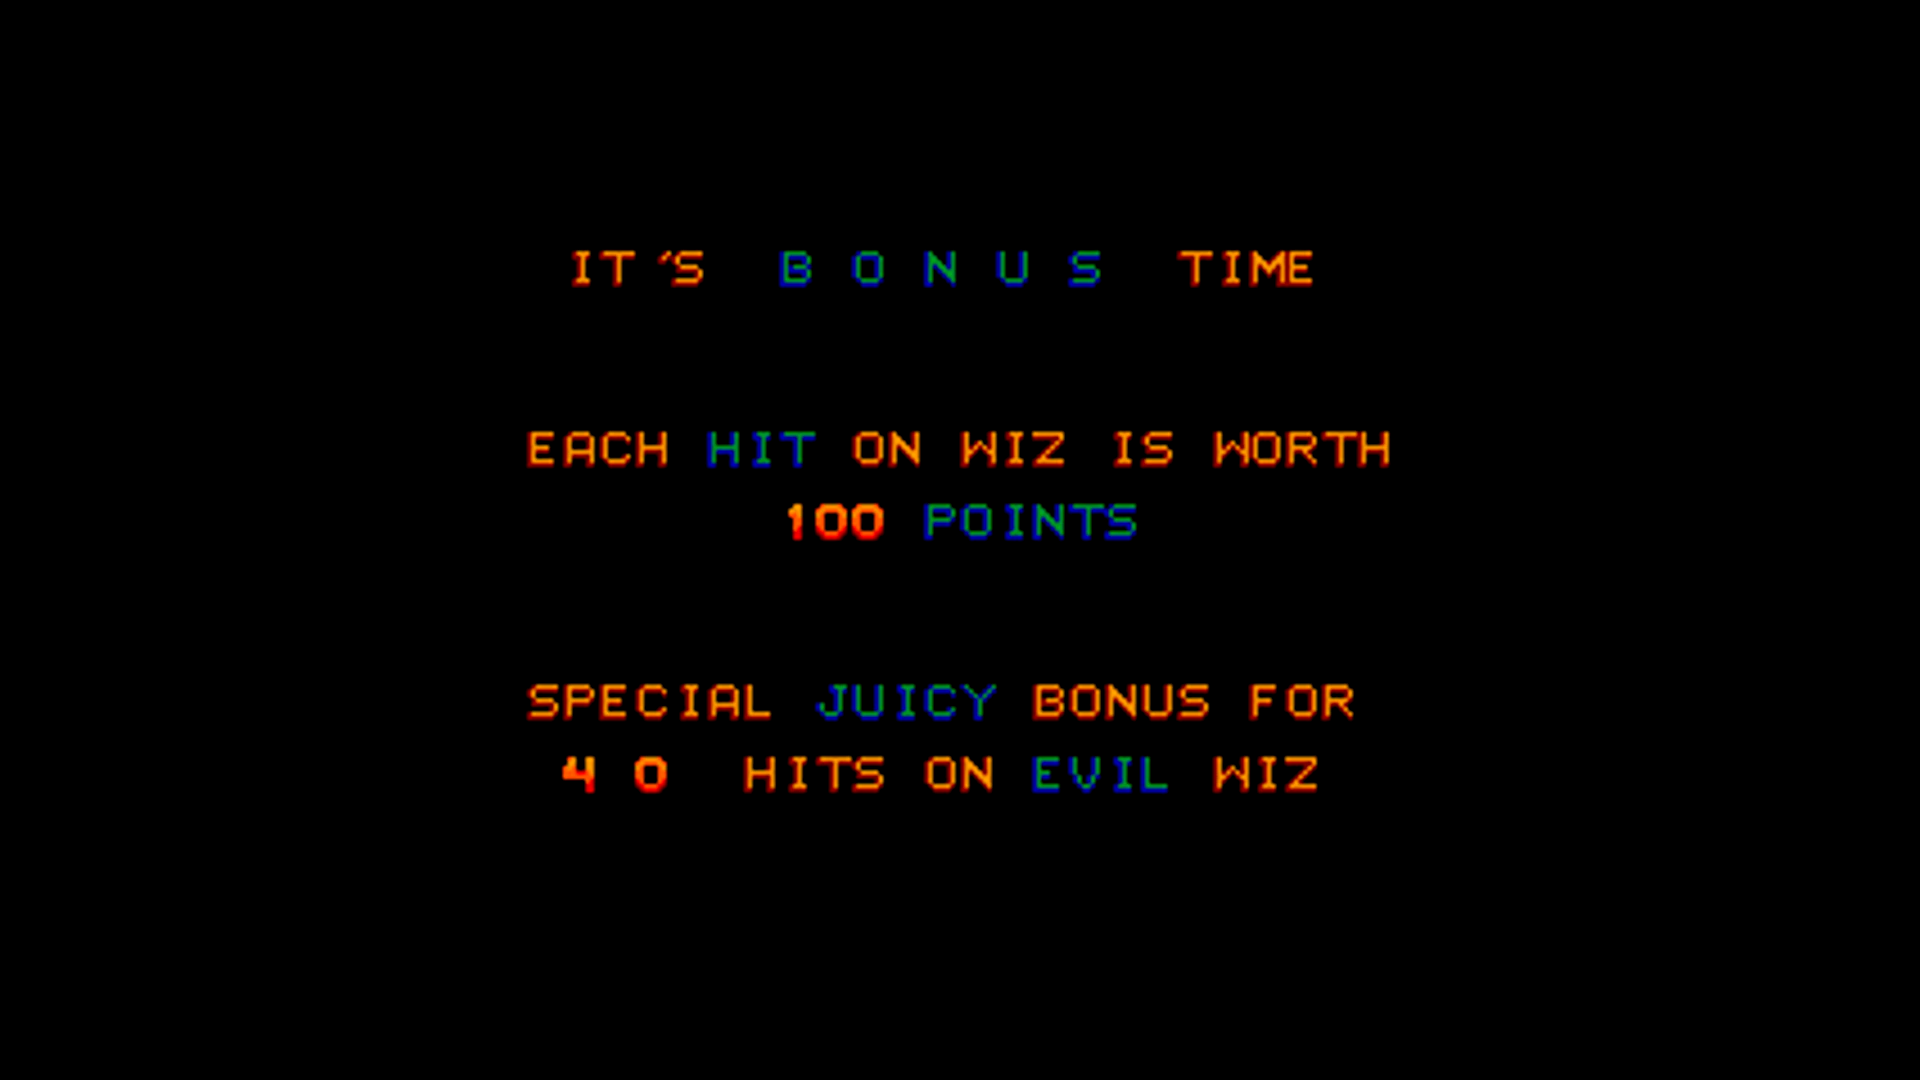 IT'S B O N U S TIME
EACH HIT ON WIZ IS WORTH
100 POINTS
SPECIAL JUICY BONUS FOR
4 0 HITS ON EVIL WIZ